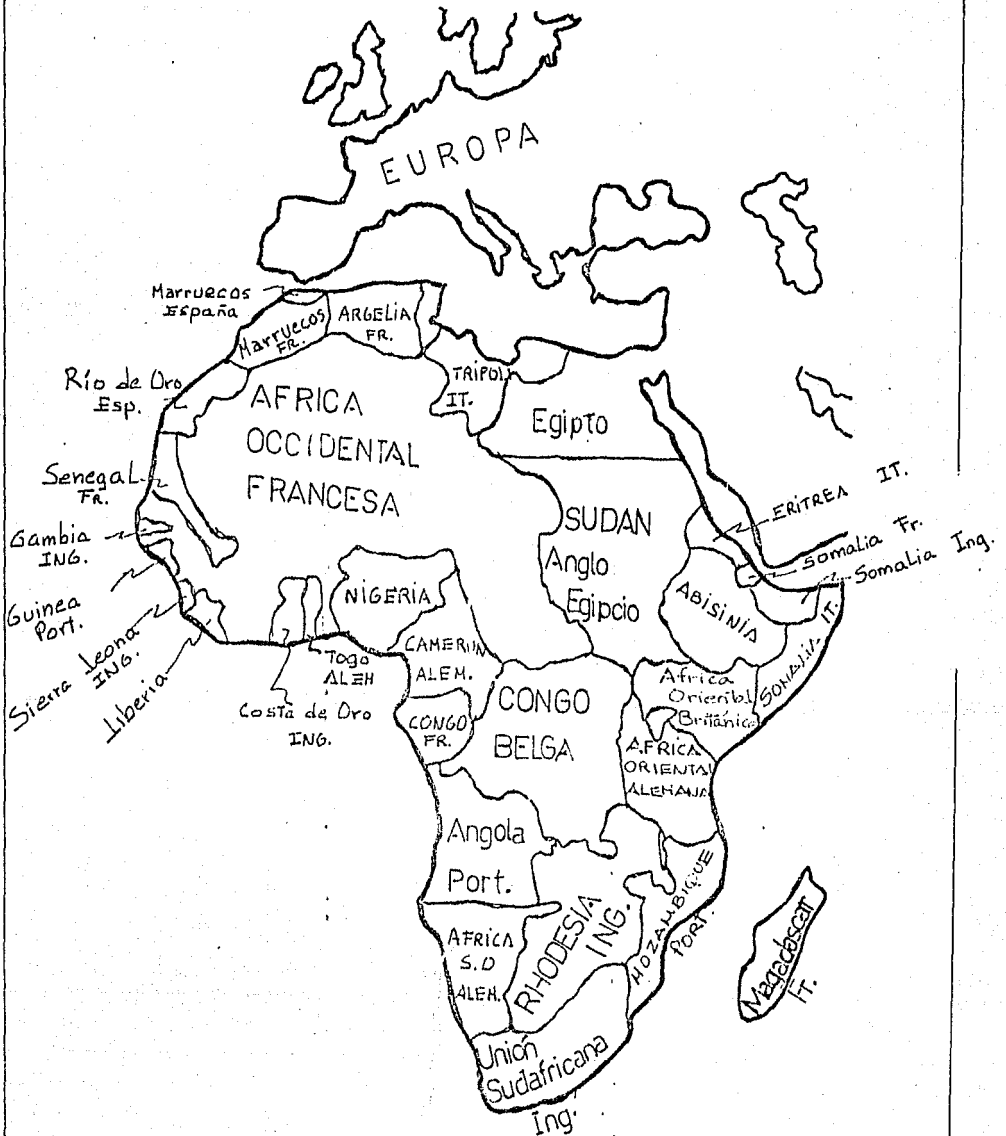 EUROPA
Marruecos
España
Marruecos
FR.
ARGELIA
FR.
TRIPOL
IT.
Egipto
Río de Oro
Esp.
AFRICA
OCCIDENTAL
FRANCESA
Senegal
FR.
Gambia
ING.
Guinea
Port.
Sierra Leona
ING.
Liberia
Costa de Oro
ING.
Togo
ALEM
NIGERIA
CAMERUN
ALEM.
CONGO
FR.
SUDAN
Anglo
Egipcio
ERITREA IT.
Somalia Fr.
Somalia Ing.
ABISINIA
SOMALIA IT.
Africa
Oriental
Británica
CONGO
BELGA
AFRICA
ORIENTAL
ALEMANA
Angola
Port.
AFRICA
S.O
ALEM.
RHODESIA
ING.
MOZAMBIQUE
PORT.
Magadascar
Fr.
Unión
Sudafricana
Ing.